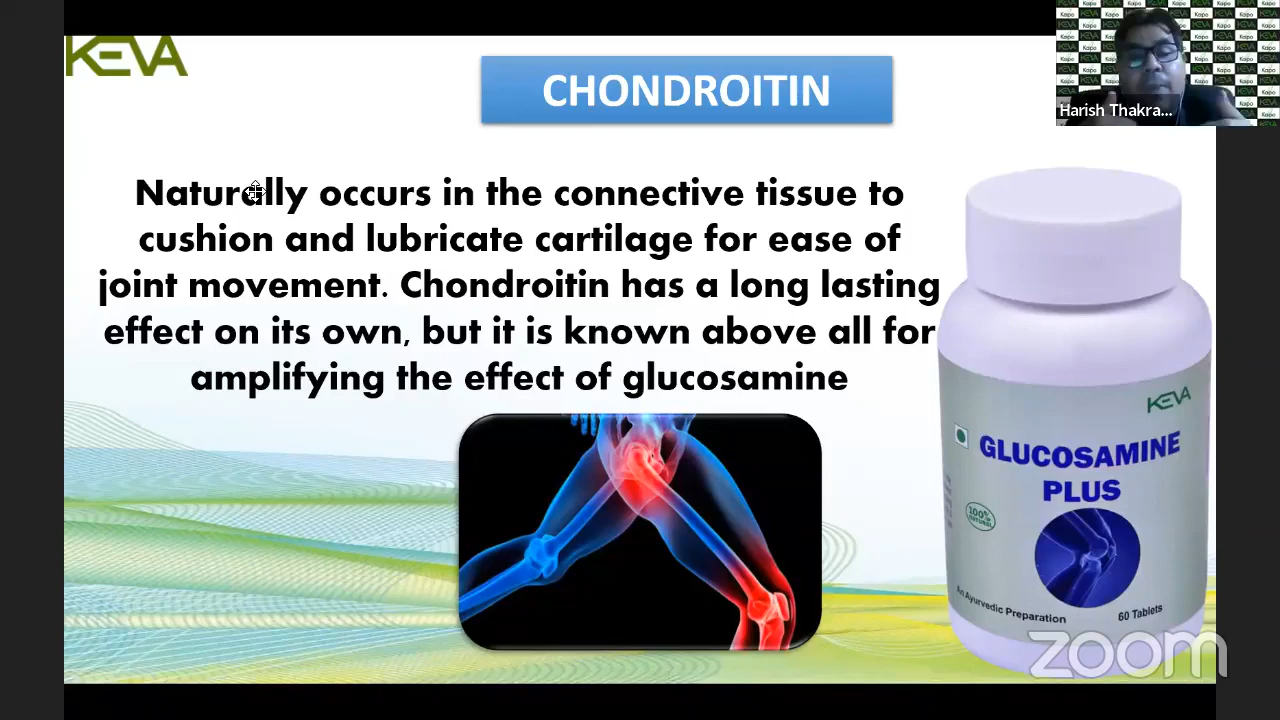 KEVA
CHONDROITIN
Harish Thakra...
Naturally occurs in the connective tissue to
cushion and lubricate cartilage for ease of
joint movement. Chondroitin has a long lasting
effect on its own, but it is known above all for
amplifying the effect of glucosamine
KEVA
GLUCOSAMINE
PLUS
100%
NATURAL
An Ayurvedic Preparation
60 Tablets
zoom